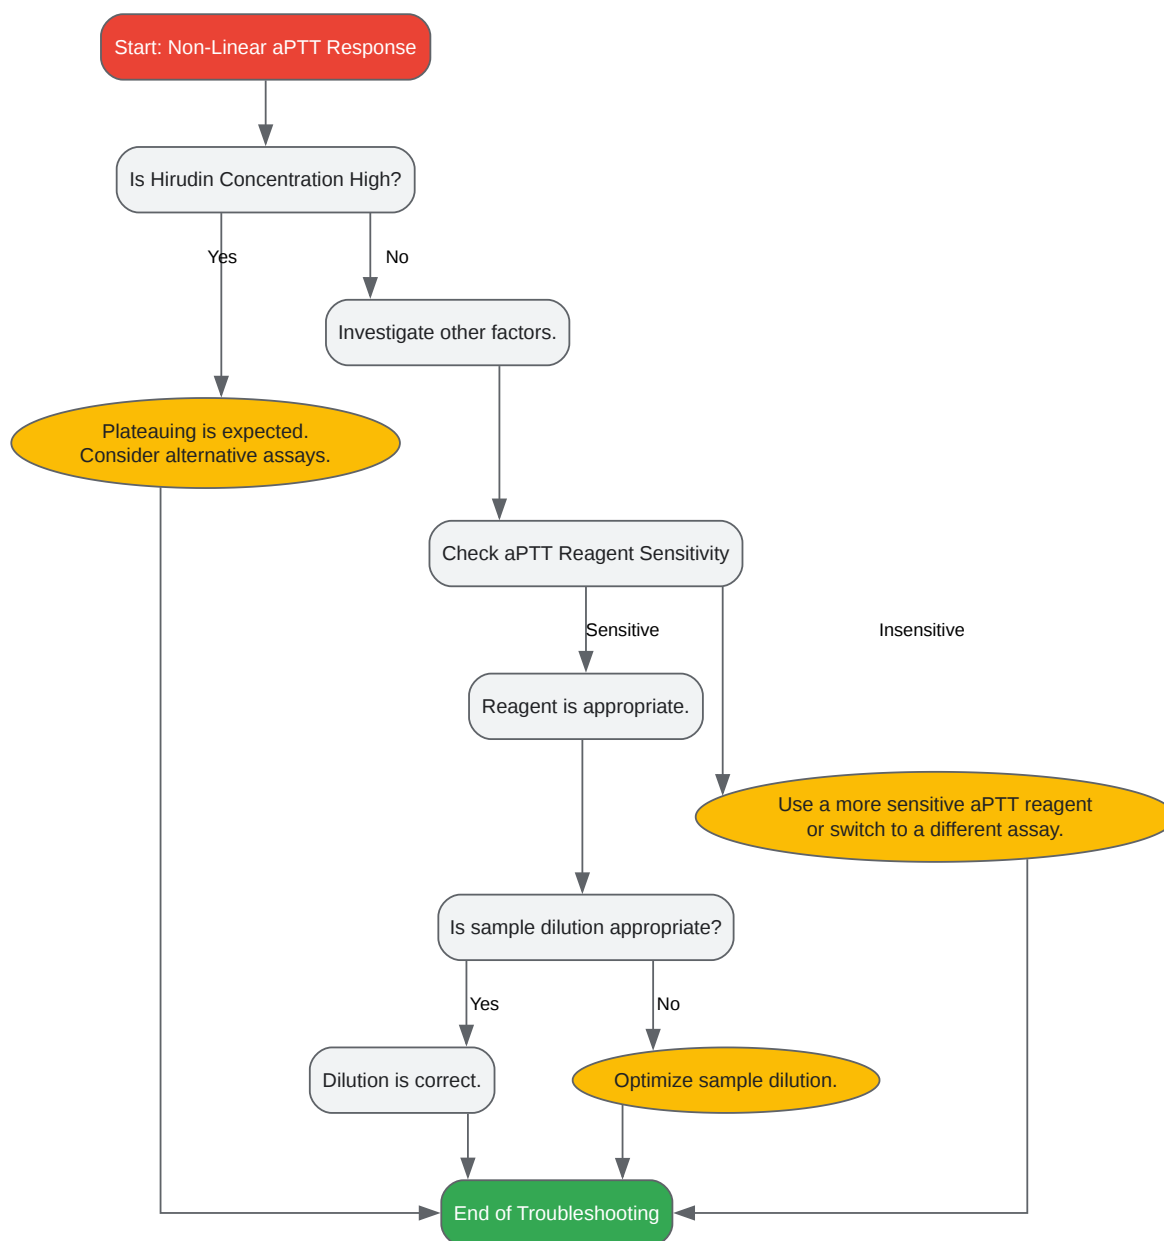 Start: Non-Linear aPTT Response
Is Hirudin Concentration High?
Yes
No
Investigate other factors.
Plateauing is expected.
Consider alternative assays.
Check aPTT Reagent Sensitivity
Sensitive
Insensitive
Reagent is appropriate.
Use a more sensitive aPTT reagent
or switch to a different assay.
Is sample dilution appropriate?
Yes
No
Dilution is correct.
Optimize sample dilution.
End of Troubleshooting